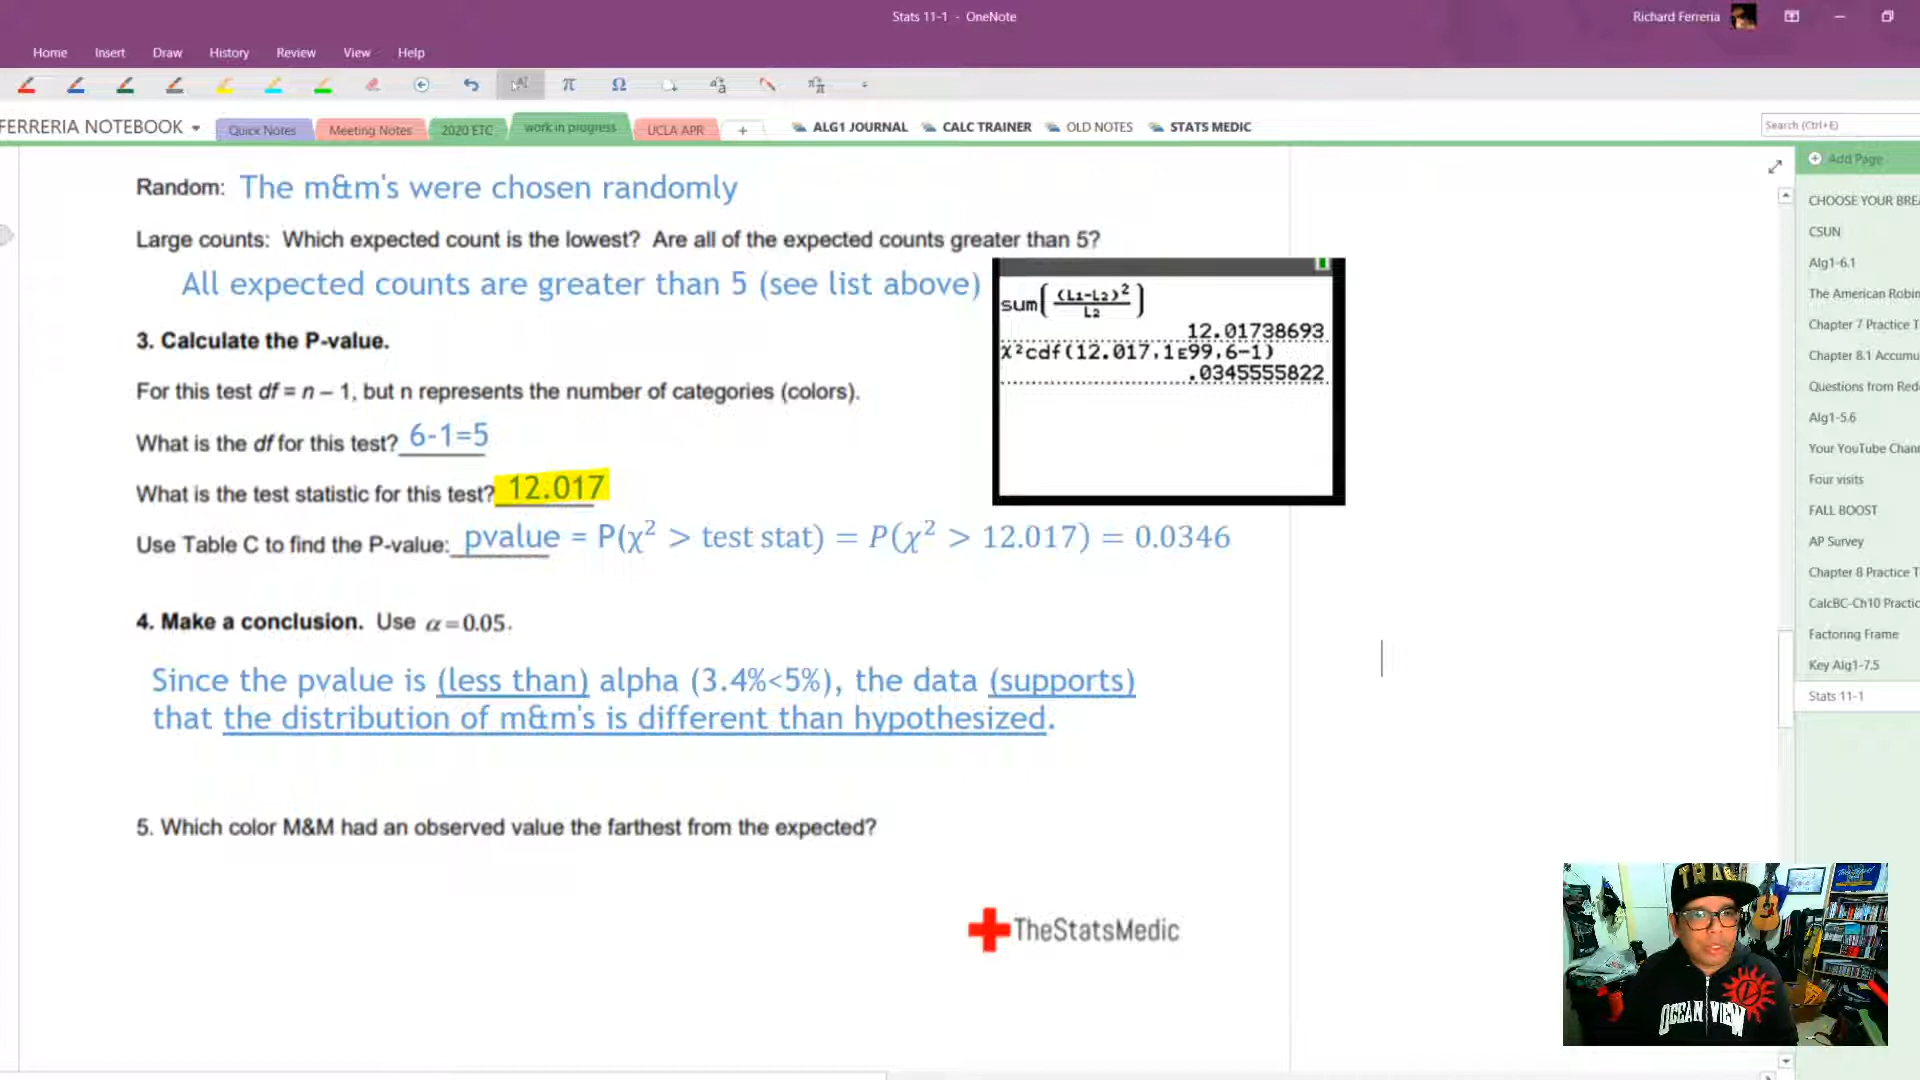 Stats 11-1 - OneNote
Richard Ferreria
Home Insert Draw History Review View Help
FERRERIA NOTEBOOK
Quick Notes Meeting Notes 2020 ETC work in progress UCLA APR + ALG1 JOURNAL CALC TRAINER OLD NOTES STATS MEDIC
Search (Ctrl+E)
Add Page
Random: The m&m's were chosen randomly
Large counts: Which expected count is the lowest? Are all of the expected counts greater than 5?
All expected counts are greater than 5 (see list above)
3. Calculate the P-value.
For this test df = n – 1, but n represents the number of categories (colors).
What is the df for this test? 6-1=5
What is the test statistic for this test? 12.017
Use Table C to find the P-value: pvalue = P(χ² > test stat) = P(χ² > 12.017) = 0.0346
4. Make a conclusion. Use α=0.05.
Since the pvalue is (less than) alpha (3.4%<5%), the data (supports)
that the distribution of m&m's is different than hypothesized.
5. Which color M&M had an observed value the farthest from the expected?
TheStatsMedic
sum((L₁-L₂)²/L₂)
12.01738693
χ²cdf(12.017,1ᴇ99,6-1)
.0345555822
CHOOSE YOUR BREA
CSUN
Alg1-6.1
The American Robin
Chapter 7 Practice T
Chapter 8.1 Accumu
Questions from Red
Alg1-5.6
Your YouTube Chan
Four visits
FALL BOOST
AP Survey
Chapter 8 Practice T
CalcBC-Ch10 Practic
Factoring Frame
Key Alg1-7.5
Stats 11-1
OCEAN VIEW